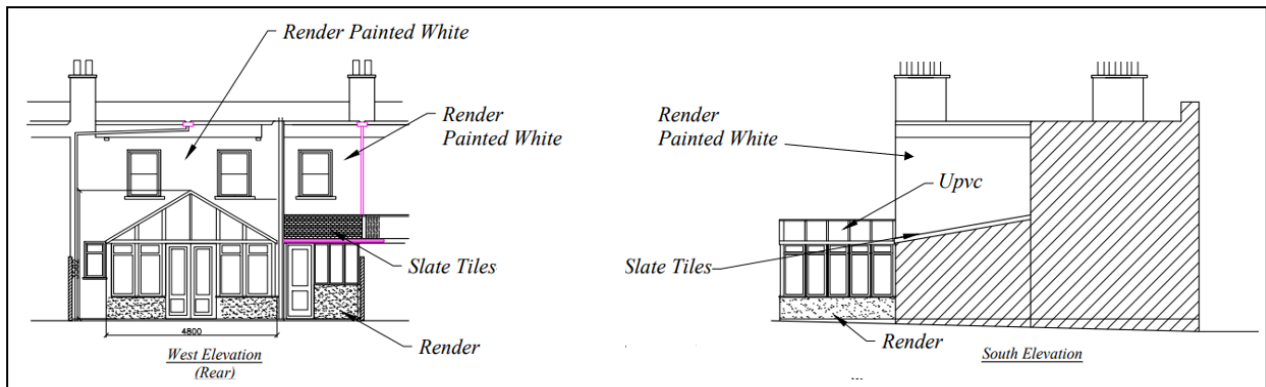 Render Painted White
Render
Painted White
Slate Tiles
3582
4800
Render
West Elevation
(Rear)
Render
Painted White
Upvc
Slate Tiles
Render
South Elevation
...